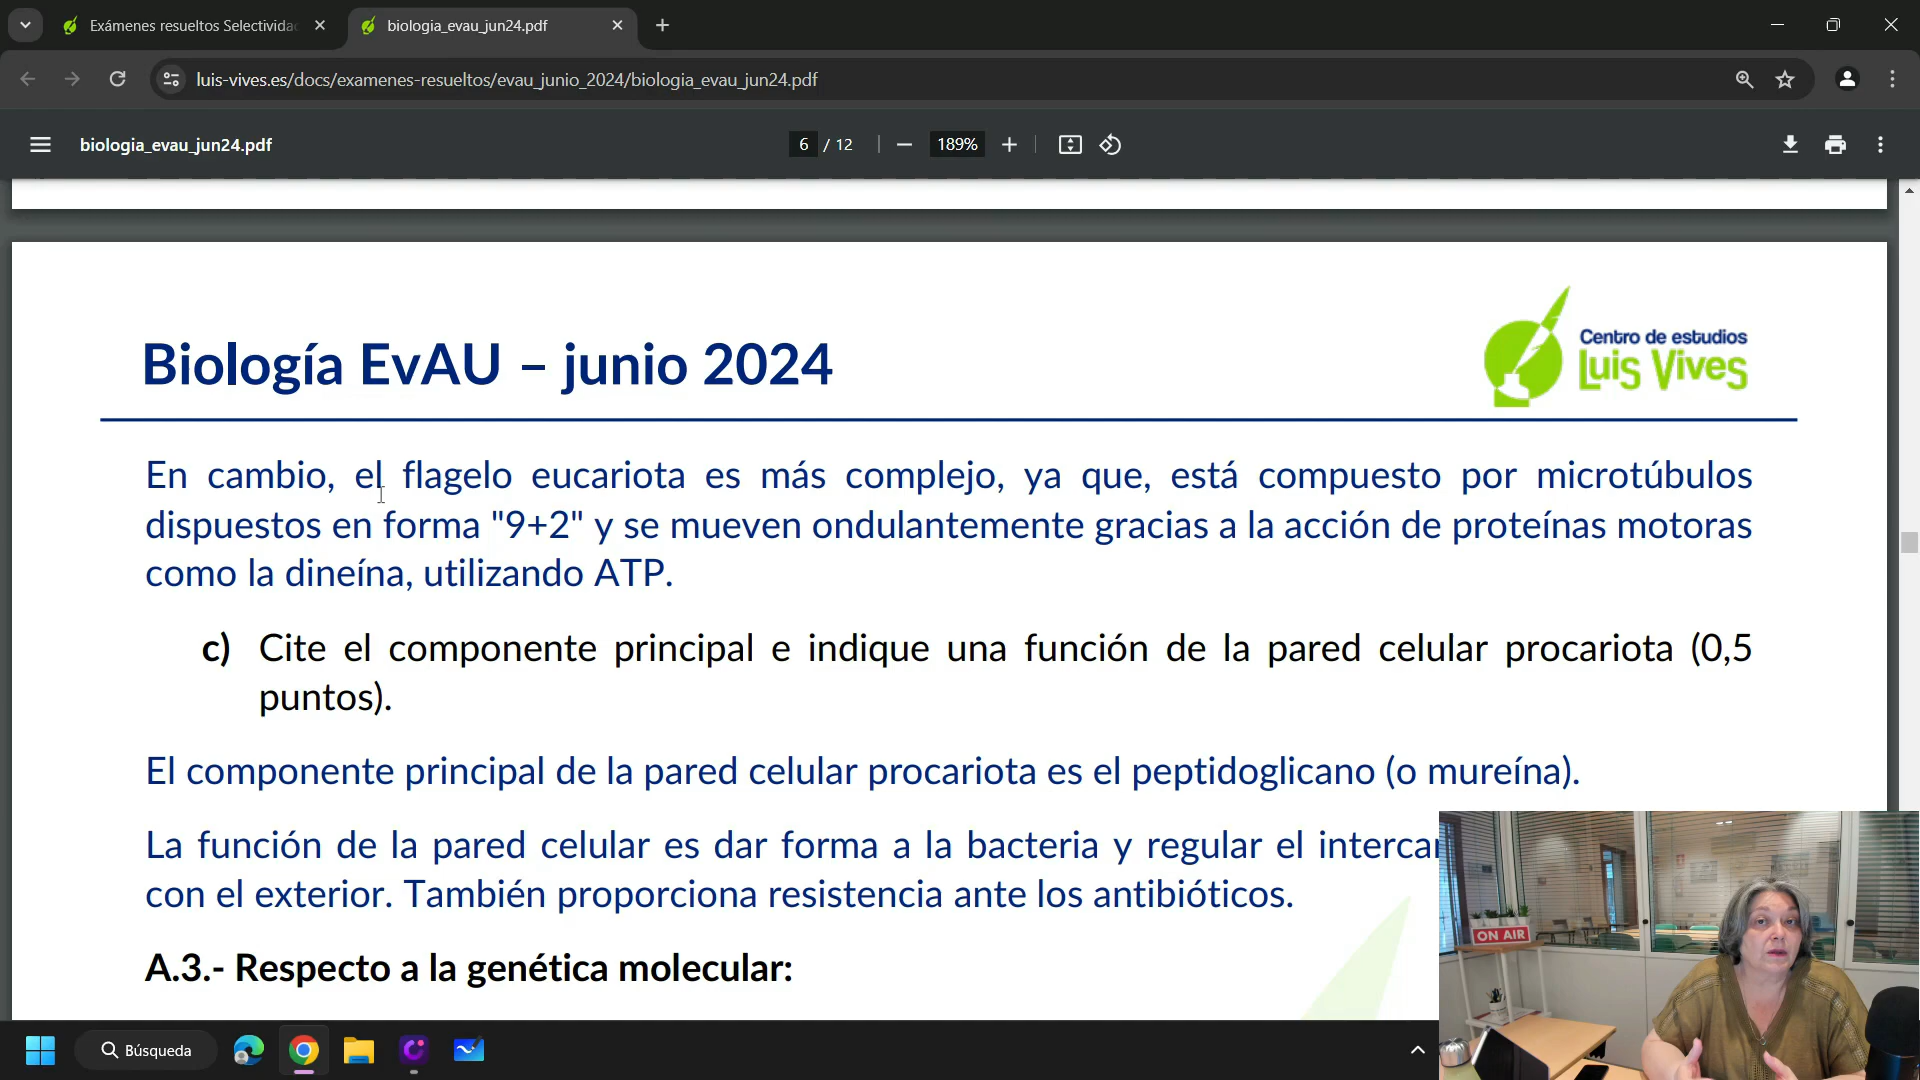 Exámenes resueltos Selectivida
biologia_evau_jun24.pdf
luis-vives.es/docs/examenes-resueltos/evau_junio_2024/biologia_evau_jun24.pdf
biologia_evau_jun24.pdf
6 / 12
189%
Biología EvAU – junio 2024
Centro de estudios
Luis Vives
En cambio, el flagelo eucariota es más complejo, ya que, está compuesto por microtúbulos
dispuestos en forma "9+2" y se mueven ondulantemente gracias a la acción de proteínas motoras
como la dineína, utilizando ATP.
c) Cite el componente principal e indique una función de la pared celular procariota (0,5
puntos).
El componente principal de la pared celular procariota es el peptidoglicano (o mureína).
La función de la pared celular es dar forma a la bacteria y regular el intercar
con el exterior. También proporciona resistencia ante los antibióticos.
A.3.- Respecto a la genética molecular:
ON AIR
Búsqueda